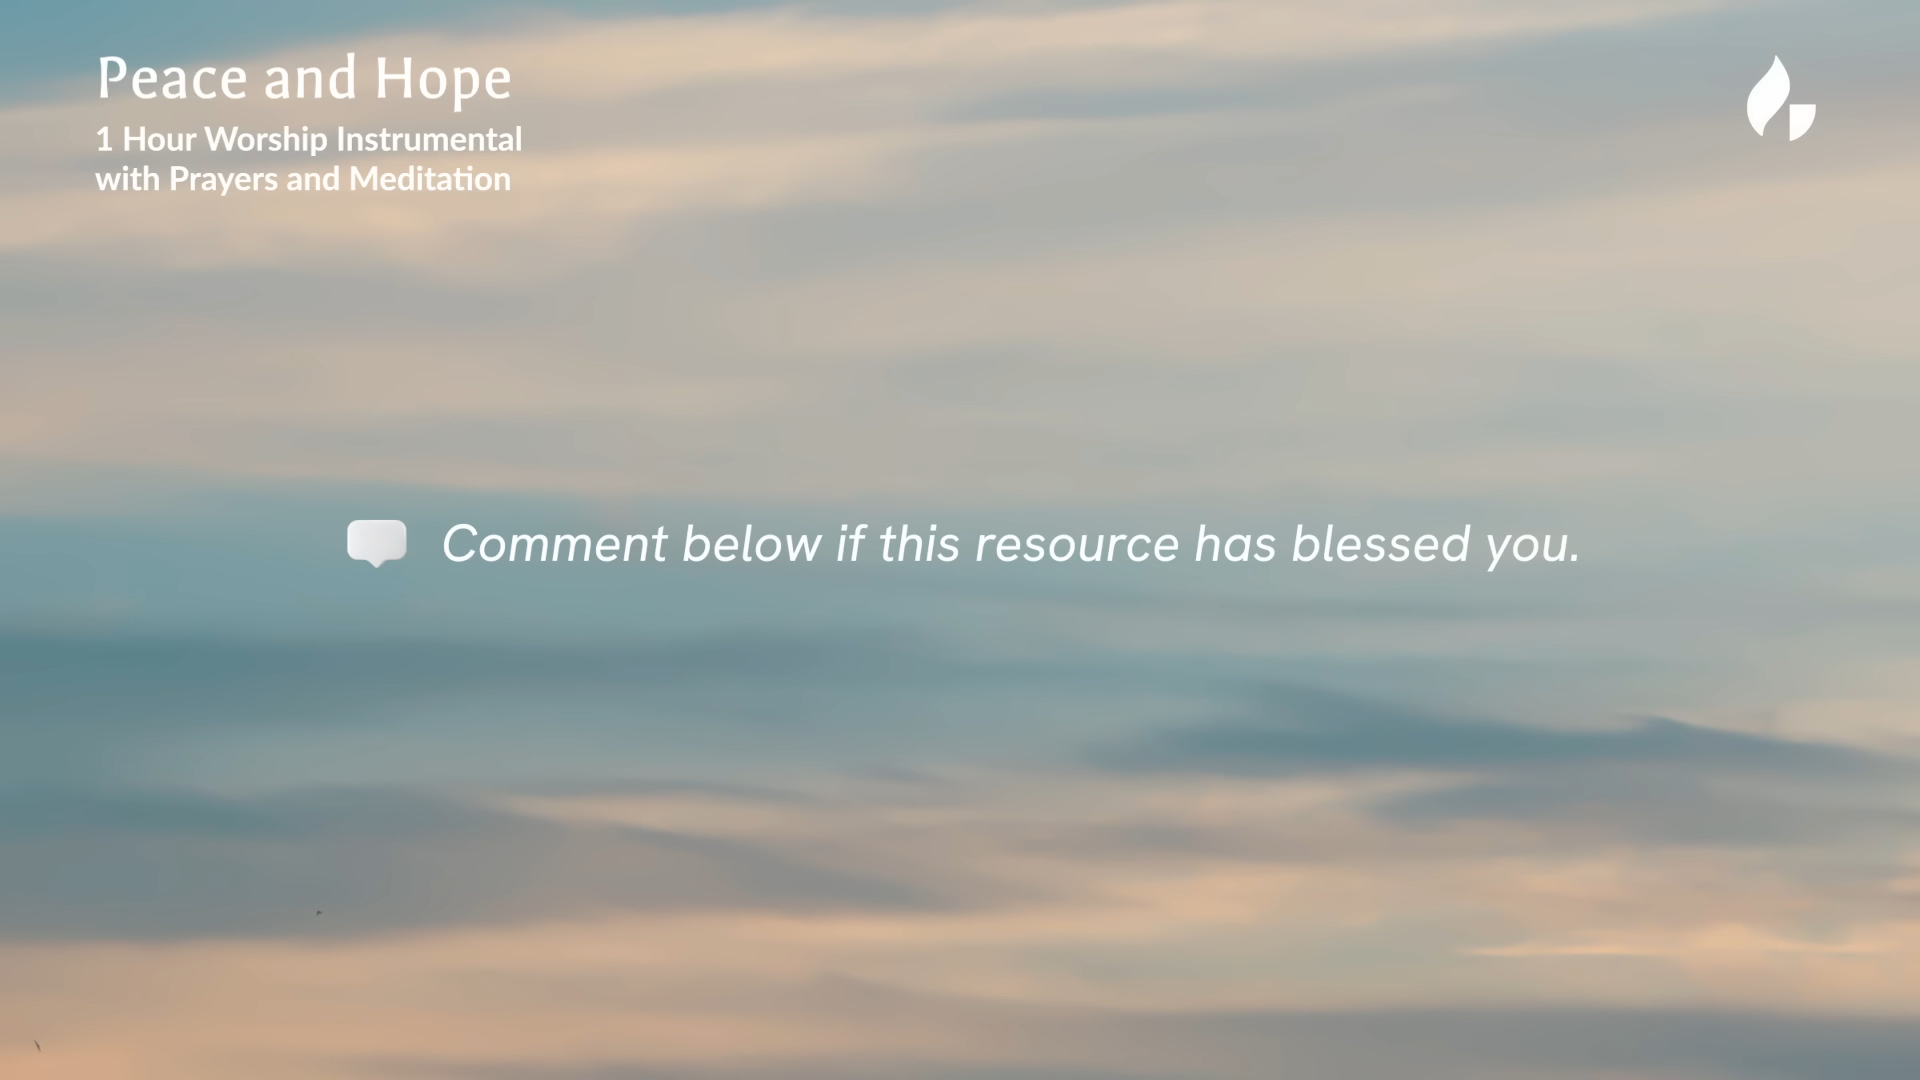 Peace and Hope
1 Hour Worship Instrumental
with Prayers and Meditation
Comment below if this resource has blessed you.